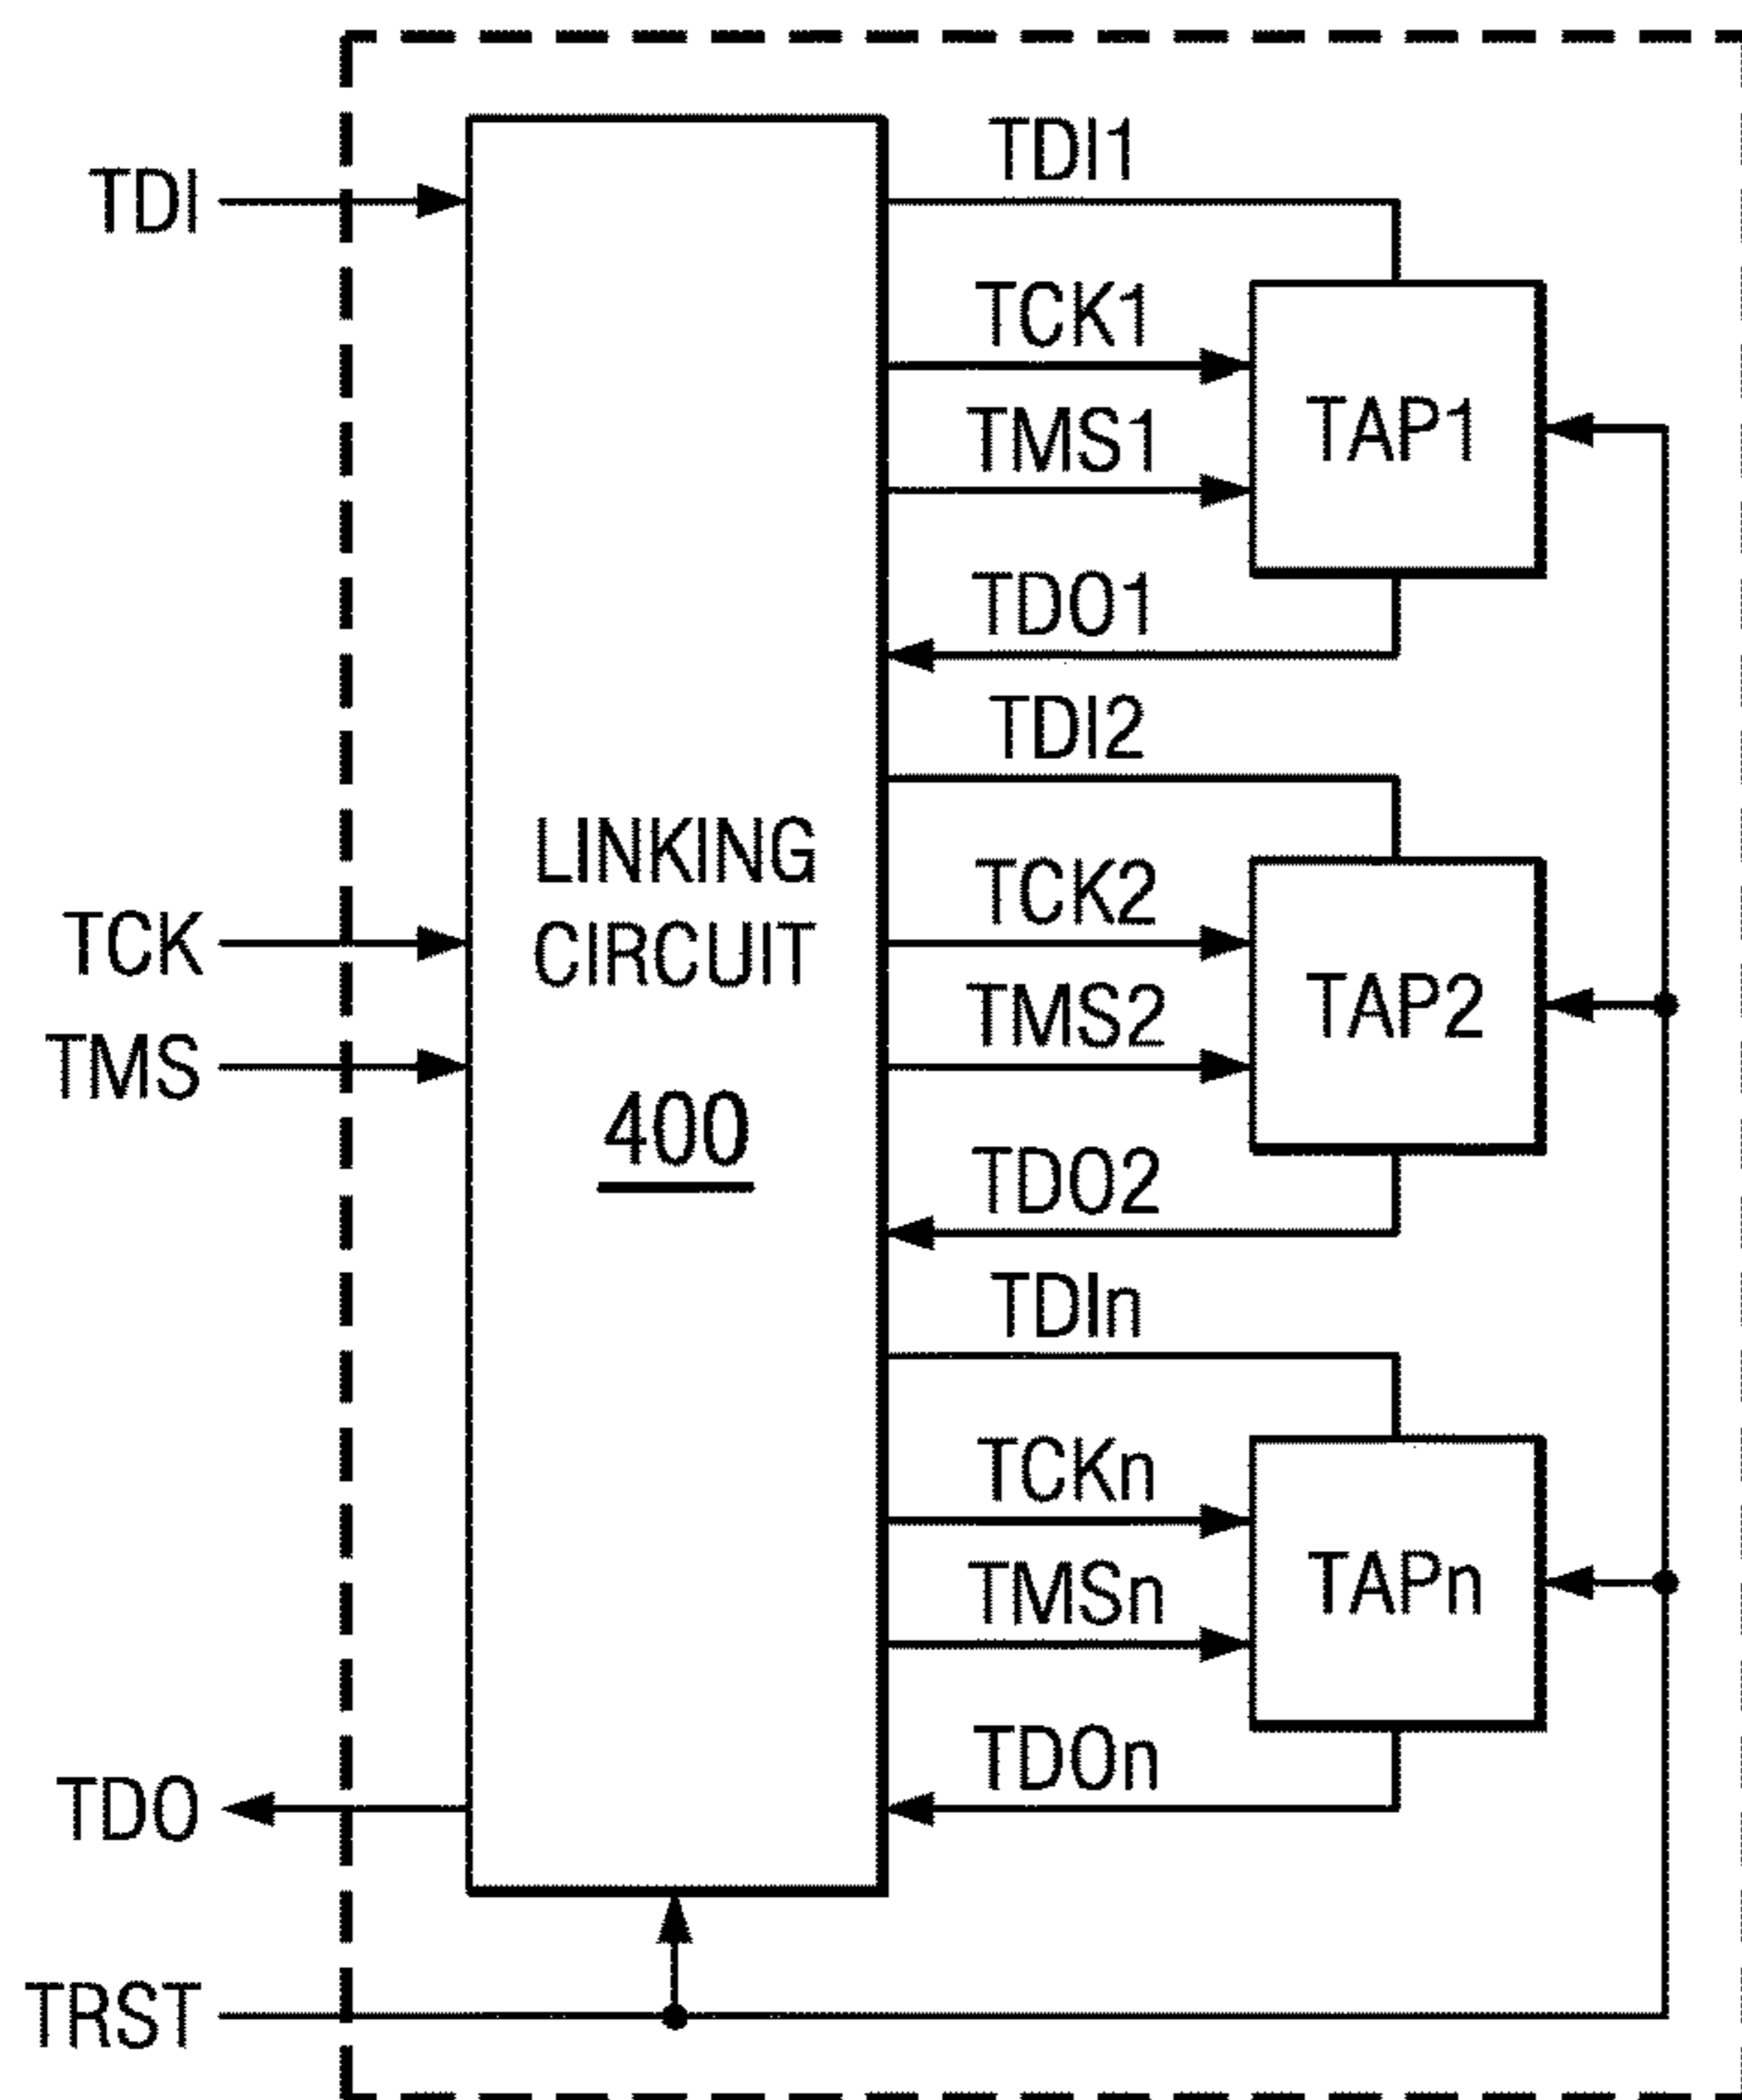 TDI
TCK
TMS
TDO
TRST
LINKING
CIRCUIT
400
TDI1
TCK1
TMS1
TDO1
TAP1
TDI2
TCK2
TMS2
TDO2
TAP2
TDIn
TCKn
TMSn
TDOn
TAPn